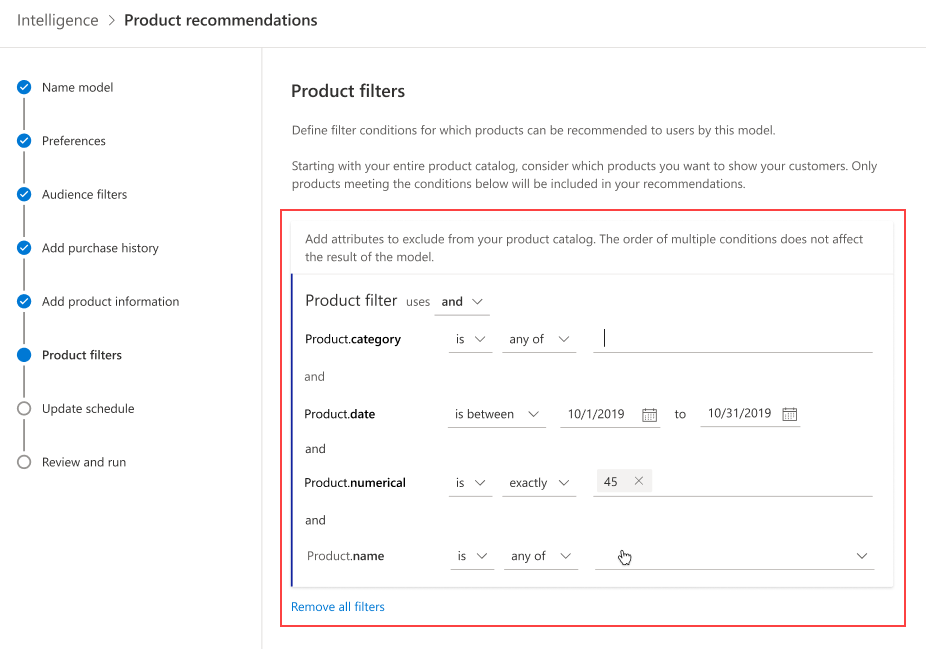 Intelligence > Product recommendations
Name model
Preferences
Audience filters
Add purchase history
Add product information
Product filters
Update schedule
Review and run
Product filters
Define filter conditions for which products can be recommended to users by this model.
Starting with your entire product catalog, consider which products you want to show your customers. Only
products meeting the conditions below will be included in your recommendations.
Add attributes to exclude from your product catalog. The order of multiple conditions does not affect
the result of the model.
Product filter uses and
Product.category is any of
and
Product.date is between 10/1/2019 to 10/31/2019
and
Product.numerical is exactly 45
and
Product.name is any of
Remove all filters